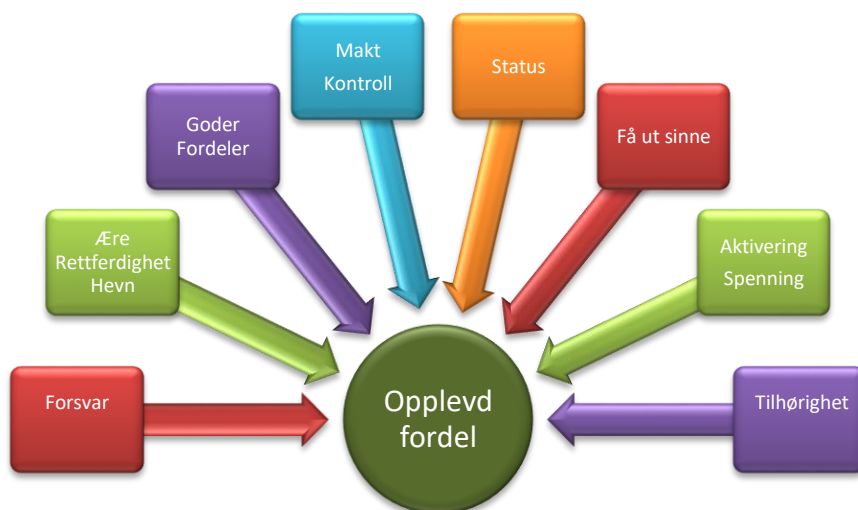 Makt
Kontroll
Status
Goder
Fordeler
Få ut sinne
Ære
Rettferdighet
Hevn
Aktivering
Spenning
Forsvar
Opplevd
fordel
Tilhørighet